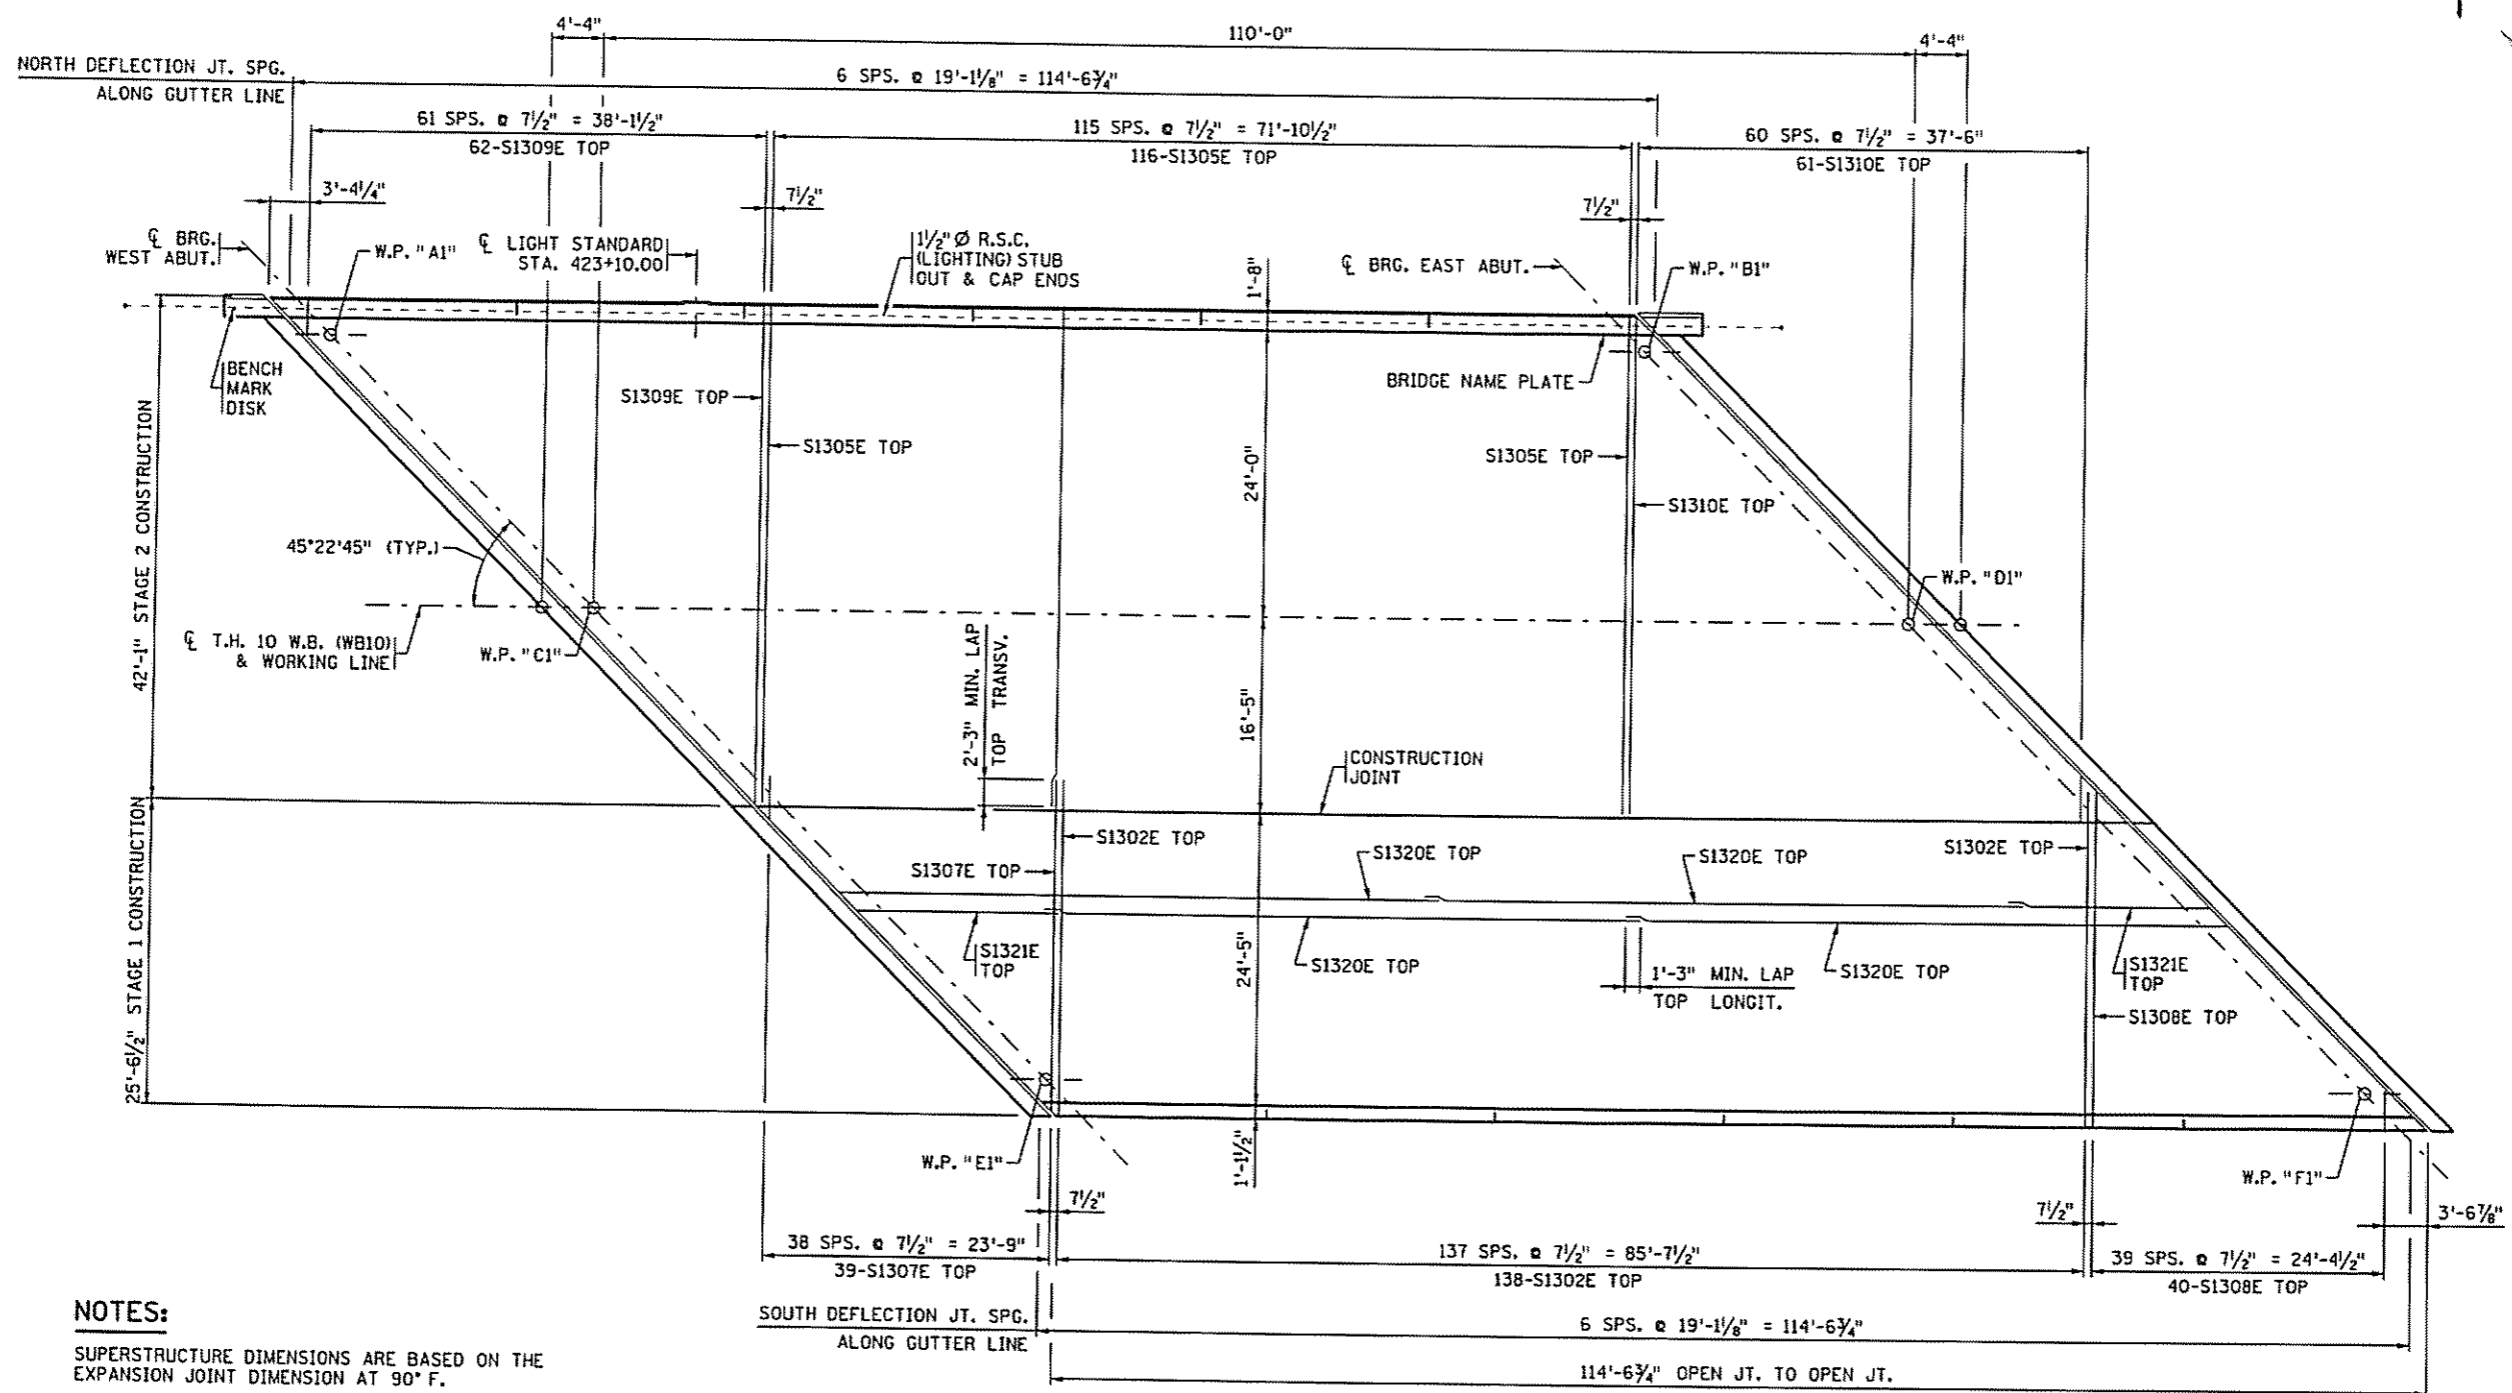 4'-4"
110'-0"
4'-4"
NORTH DEFLECTION JT. SPG.
ALONG GUTTER LINE
6 SPS. @ 19'-1⅛" = 114'-6¾"
61 SPS. @ 7½" = 38'-1½"
62-S1309E TOP
115 SPS. @ 7½" = 71'-10½"
116-S1305E TOP
60 SPS. @ 7½" = 37'-6"
61-S1310E TOP
3'-4¼"
7½"
7½"
℄ BRG.
WEST ABUT.
W.P. "A1"
℄ LIGHT STANDARD
STA. 423+10.00
1½" Ø R.S.C.
(LIGHTING) STUB
OUT & CAP ENDS
1'-8"
℄ BRG. EAST ABUT.
W.P. "B1"
BENCH
MARK
DISK
S1309E TOP
BRIDGE NAME PLATE
S1305E TOP
S1305E TOP
24'-0"
S1310E TOP
42'-1" STAGE 2 CONSTRUCTION
45°22'45" (TYP.)
W.P. "D1"
℄ T.H. 10 W.B. (WB10)
& WORKING LINE
W.P. "C1"
2'-3" MIN. LAP
TOP TRANSV.
16'-5"
CONSTRUCTION
JOINT
S1302E TOP
S1307E TOP
S1320E TOP
S1320E TOP
S1302E TOP
25'-6½" STAGE 1 CONSTRUCTION
S1321E
TOP
24'-5"
S1320E TOP
1'-3" MIN. LAP
TOP LONGIT.
S1320E TOP
S1321E
TOP
S1308E TOP
W.P. "E1"
1'-1½"
W.P. "F1"
7½"
7½"
3'-6⅞"
38 SPS. @ 7½" = 23'-9"
39-S1307E TOP
137 SPS. @ 7½" = 85'-7½"
138-S1302E TOP
39 SPS. @ 7½" = 24'-4½"
40-S1308E TOP
SOUTH DEFLECTION JT. SPG.
ALONG GUTTER LINE
6 SPS. @ 19'-1⅛" = 114'-6¾"
114'-6¾" OPEN JT. TO OPEN JT.
NOTES:
SUPERSTRUCTURE DIMENSIONS ARE BASED ON THE
EXPANSION JOINT DIMENSION AT 90° F.